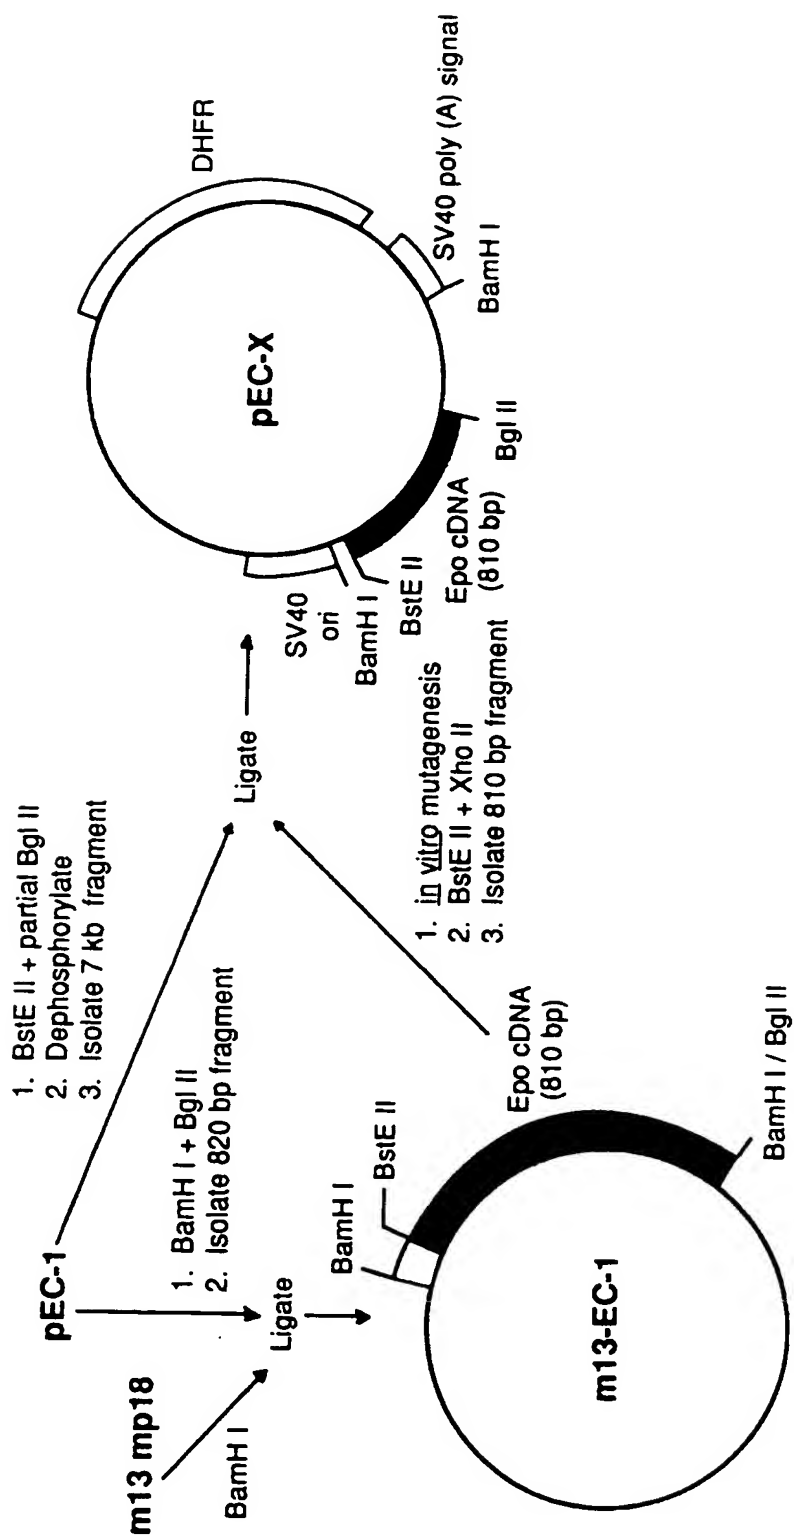 m13 mp18
BamH I
pEC-1
1. BamH I + Bgl II
2. Isolate 820 bp fragment
Ligate
1. BstE II + partial Bgl II
2. Dephosphorylate
3. Isolate 7 kb fragment
Ligate
m13-EC-1
BamH I
BstE II
Epo cDNA
(810 bp)
BamH I / Bgl II
1. in vitro mutagenesis
2. BstE II + Xho II
3. Isolate 810 bp fragment
pEC-X
SV40
ori
BamH I
BstE II
Epo cDNA
(810 bp)
Bgl II
BamH I
SV40 poly (A) signal
DHFR